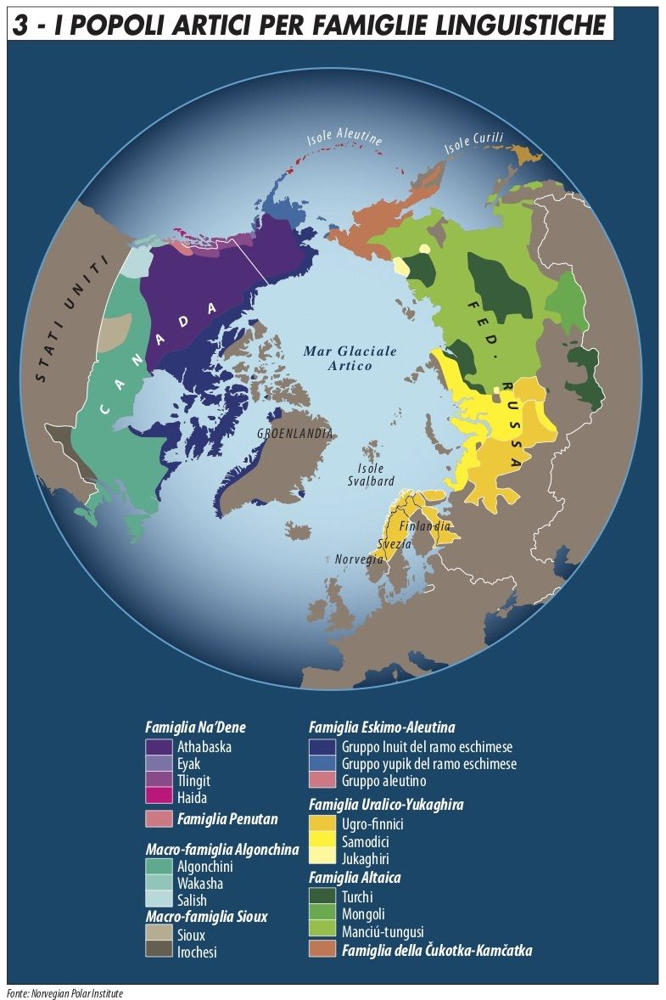 3 - I POPOLI ARTICI PER FAMIGLIE LINGUISTICHE
Isole Aleutine
Isole Curili
STATI UNITI
CANADA
FED. RUSSA
Mar Glaciale
Artico
GROENLANDIA
Isole
Svalbard
Finlandia
Svezia
Norvegia
Famiglia Na'Dene
Athabaska
Eyak
Tlingit
Haida
Famiglia Penutan
Macro-famiglia Algonchina
Algonchini
Wakasha
Salish
Macro-famiglia Sioux
Sioux
Irochesi
Famiglia Eskimo-Aleutina
Gruppo Inuit del ramo eschimese
Gruppo yupik del ramo eschimese
Gruppo aleutino
Famiglia Uralico-Yukaghira
Ugro-finnici
Samodici
Jukaghiri
Famiglia Altaica
Turchi
Mongoli
Manciú-tungusi
Famiglia della Čukotka-Kamčatka
Fonte: Norvegian Polar Institute